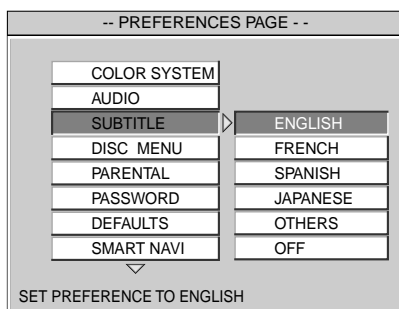 -- PREFERENCES PAGE - -
COLOR SYSTEM
AUDIO
SUBTITLE
DISC MENU
PARENTAL
PASSWORD
DEFAULTS
SMART NAVI
ENGLISH
FRENCH
SPANISH
JAPANESE
OTHERS
OFF
SET PREFERENCE TO ENGLISH